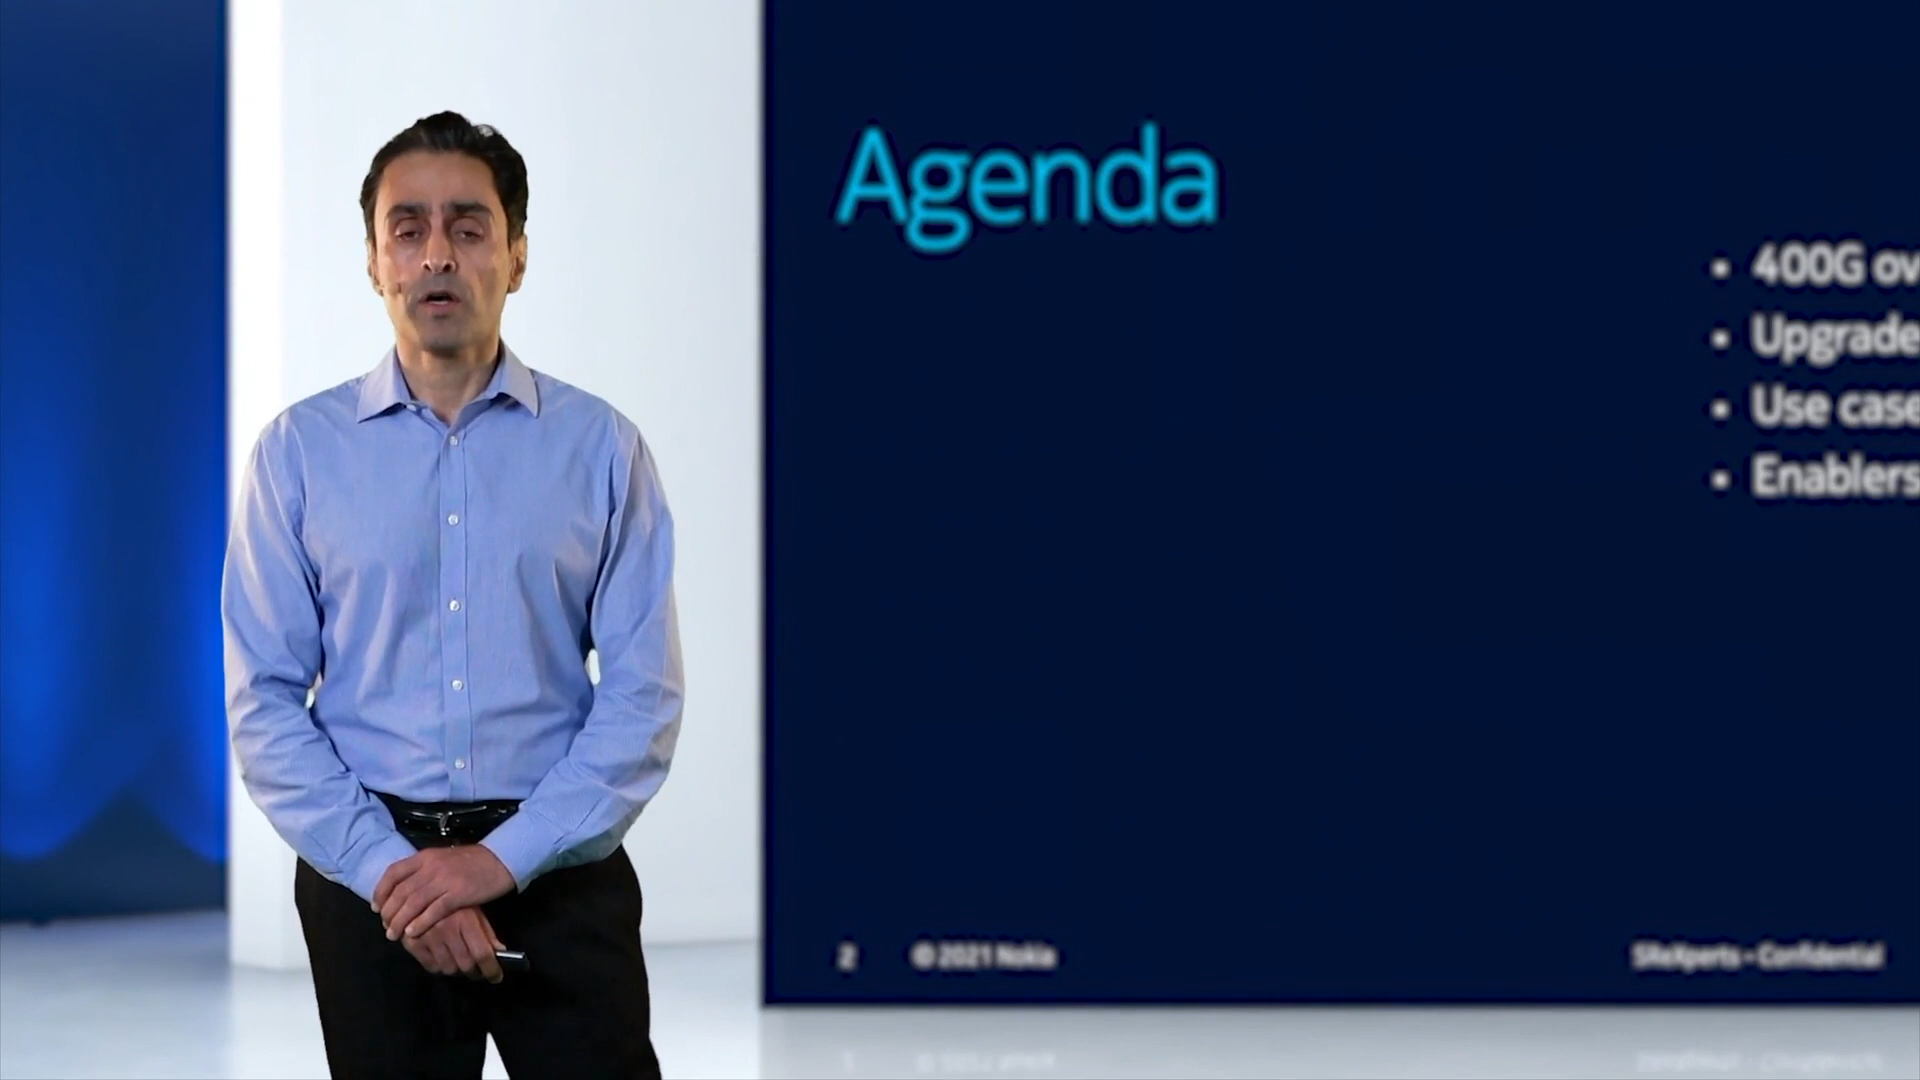 Agenda
• 400G ov
• Upgrade
• Use case
• Enablers
2 © 2021 Nokia SReXperts - Confidential